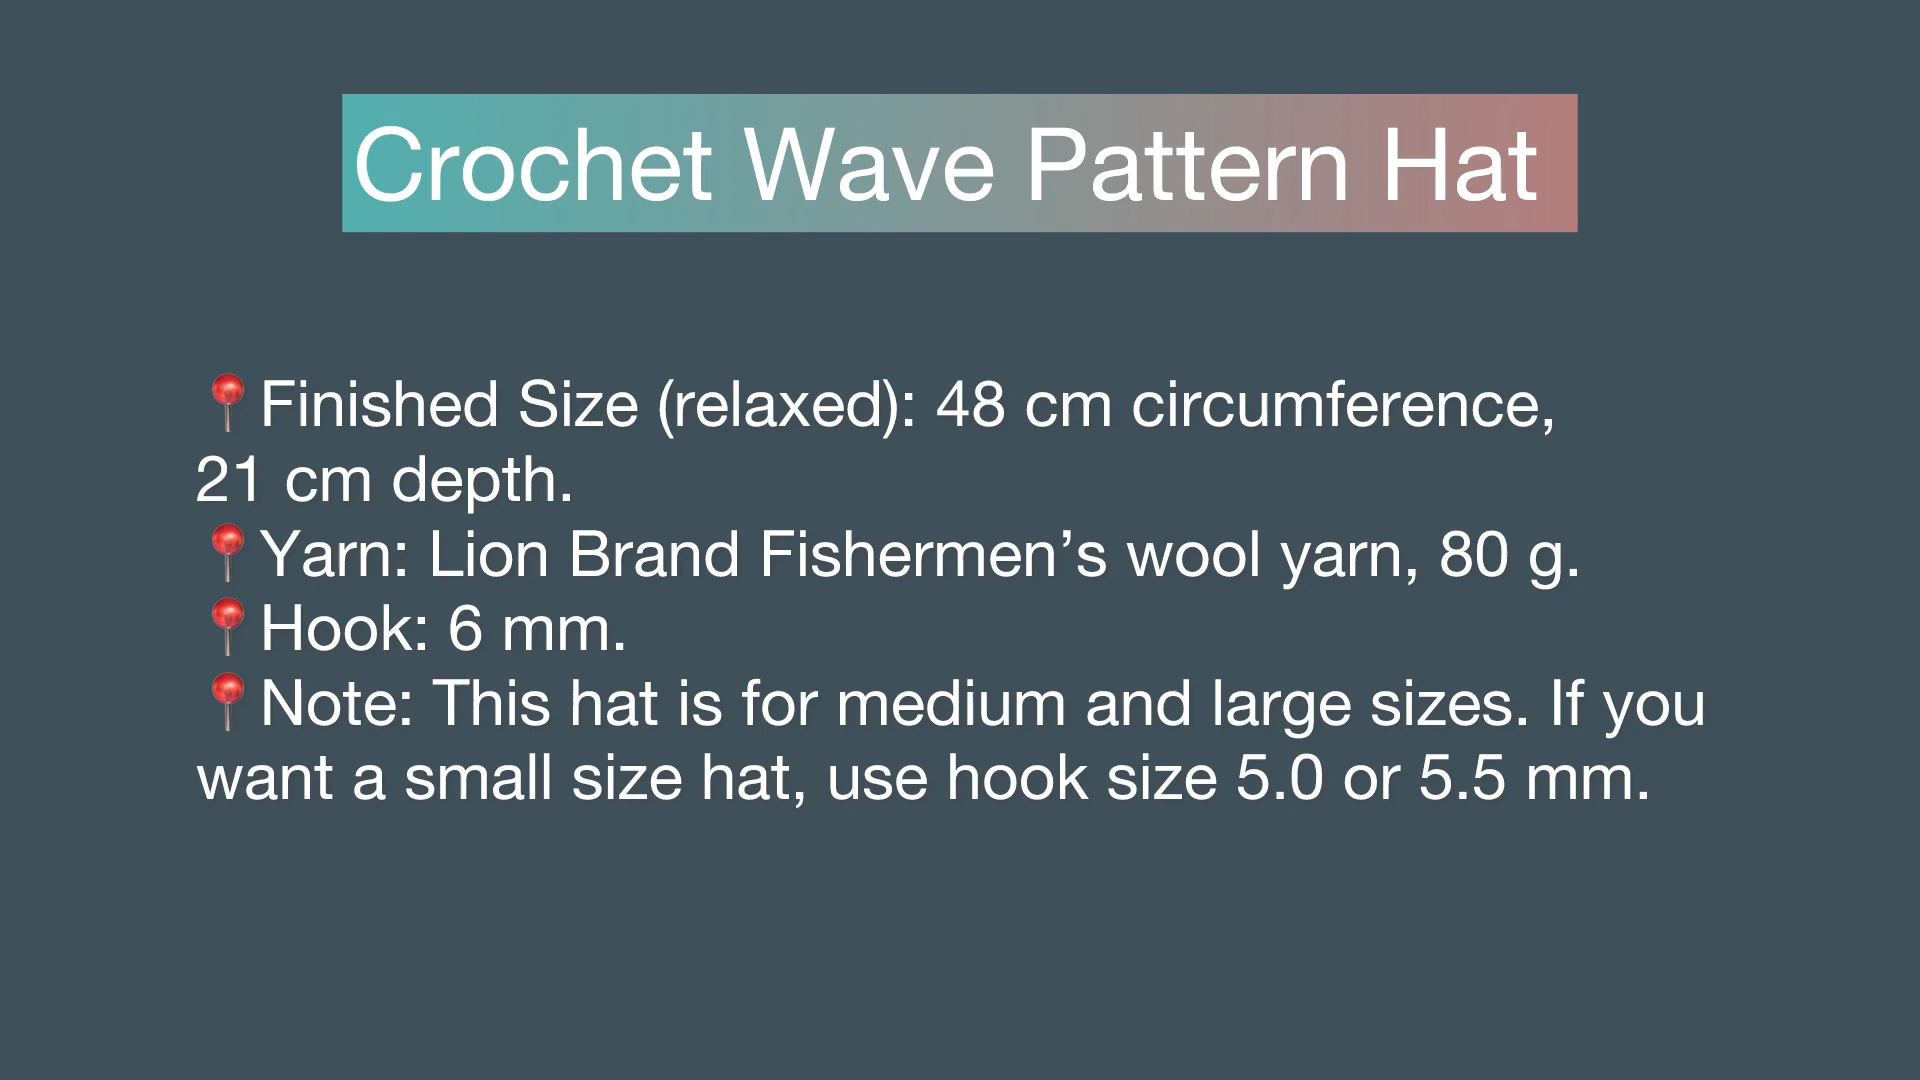 Crochet Wave Pattern Hat
📍Finished Size (relaxed): 48 cm circumference,
21 cm depth.
📍Yarn: Lion Brand Fishermen’s wool yarn, 80 g.
📍Hook: 6 mm.
📍Note: This hat is for medium and large sizes. If you
want a small size hat, use hook size 5.0 or 5.5 mm.